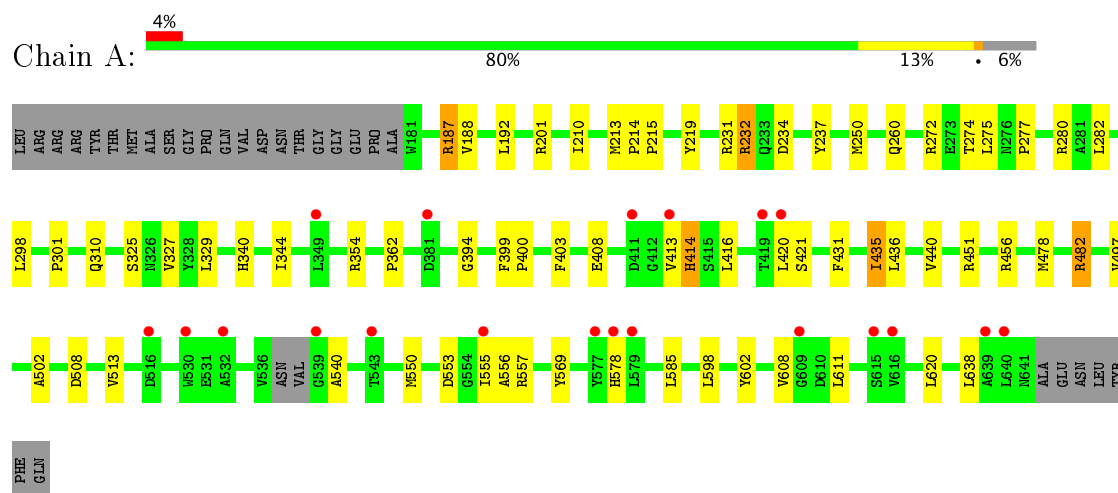 4%
Chain A:
80% 13% • 6%
LEU ARG ARG ARG TYR THR MET ALA SER GLY PRO GLN VAL ASP ASN THR GLY GLY GLU PRO ALA W181 R187 V188 L192 R201 I210 M213 P214 P215 Y219 R231 R232 Q233 D234 Y237 M250 Q260 R272 E273 T274 L275 N276 P277 R280 A281 L282
L298 P301 Q310 S325 N326 V327 Y328 L329 H340 I344 L349 R354 P362 D381 G394 F399 P400 F403 E408 D411 G412 V413 H414 S415 L416 T419 L420 S421 F431 I435 L436 V440 R451 R456 M478 R482
A502 D508 V513 D516 W530 E531 A532 V536 ASN VAL G539 A540 T543 M550 D553 G554 I555 A556 R557 Y569 Y577 H578 L579 L585 L598 Y602 V608 G609 D610 L611 S615 V616 L620 L638 A639 L640 N641 ALA GLU ASN LEU TYR
PHE GLN